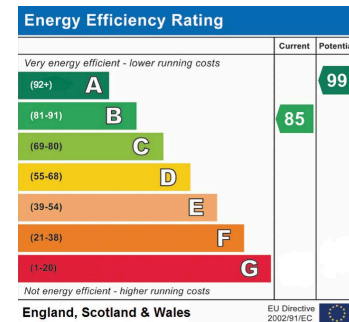 Energy Efficiency Rating
Current Potentia
Very energy efficient - lower running costs
(92+) A 99
(81-91) B 85
(69-80) C
(55-68) D
(39-54) E
(21-38) F
(1-20) G
Not energy efficient - higher running costs
England, Scotland & Wales
EU Directive
2002/91/EC